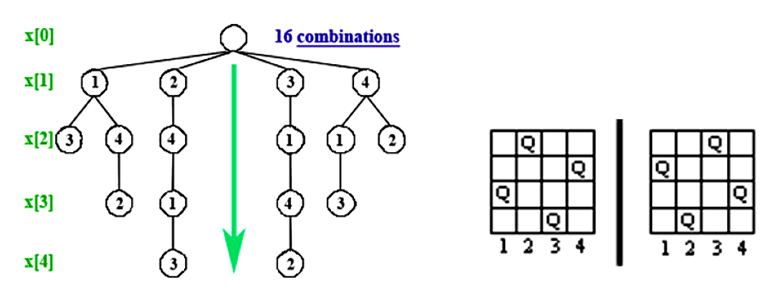 x[0] 16 combinations
x[1] 1 2 3 4
x[2] 3 4 4 1 1 2
x[3] 2 1 4 3
x[4] 3 2
Q Q
Q Q
Q Q
Q Q
1 2 3 4 1 2 3 4